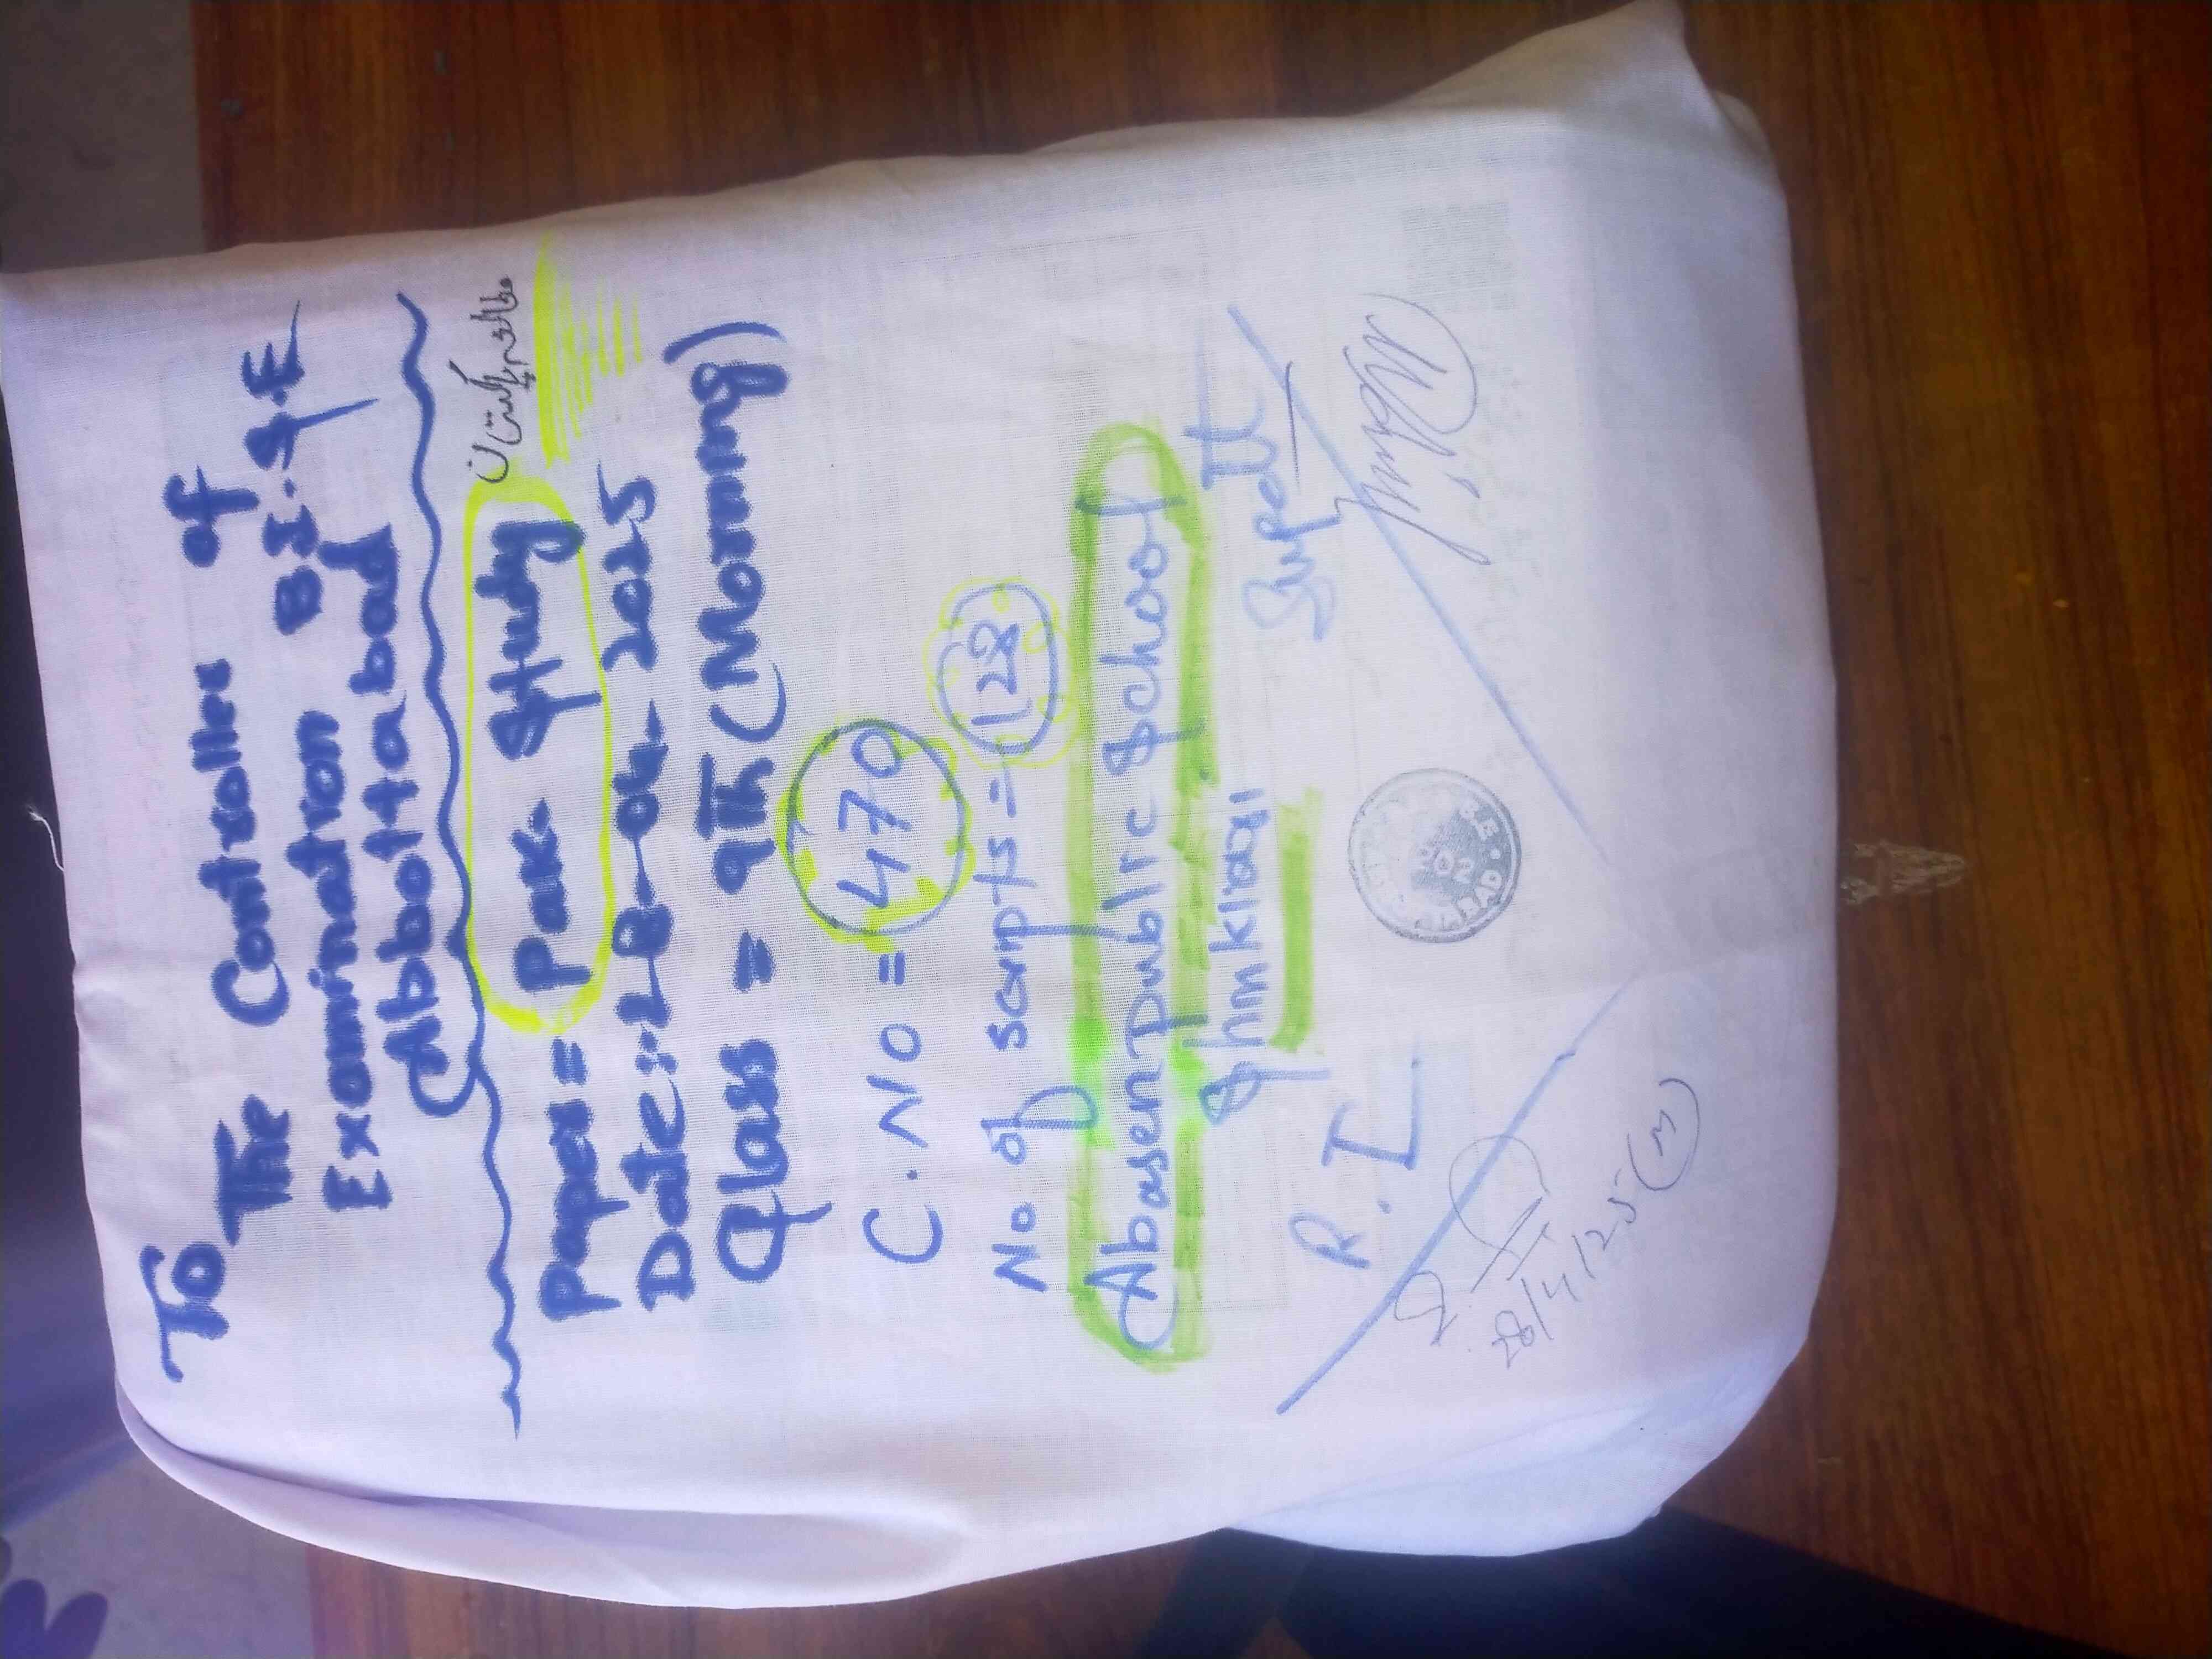 To
The Controller of
Examination B.I.S.E
Abbottabad
Paper = Pak Study مطالعہ پاکستان
Date:: 28-04-2025
Class = 9th (Morning)
C.No = 470
No of scripts = 128
Abasen public School
R.I Supdtt
28/4/25 (M)